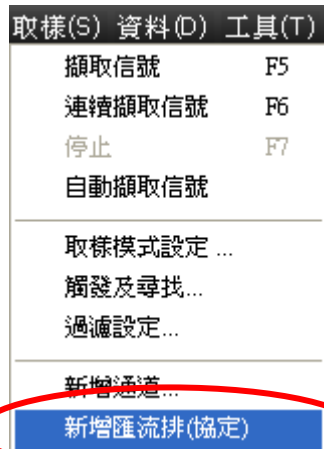 取樣(S) 資料(D) 工具(T)
擷取信號 F5
連續擷取信號 F6
停止 F7
自動擷取信號
取樣模式設定 ...
觸發及尋找...
過濾設定...
新增通道...
新增匯流排(協定)